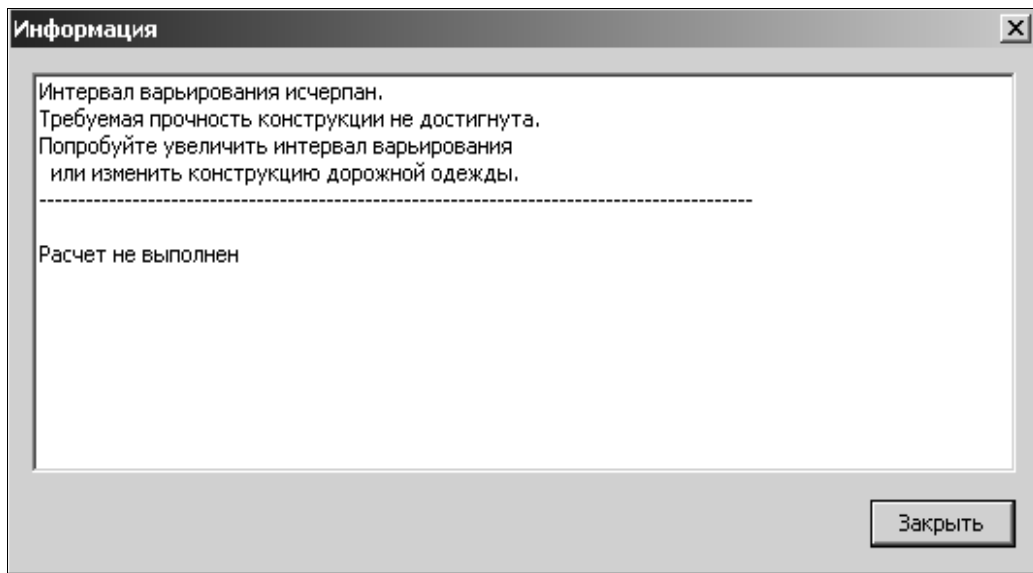 Информация
Интервал варьирования исчерпан.
Требуемая прочность конструкции не достигнута.
Попробуйте увеличить интервал варьирования
или изменить конструкцию дорожной одежды.
--------------------------------------------------------------------------------------------
Расчет не выполнен
Закрыть